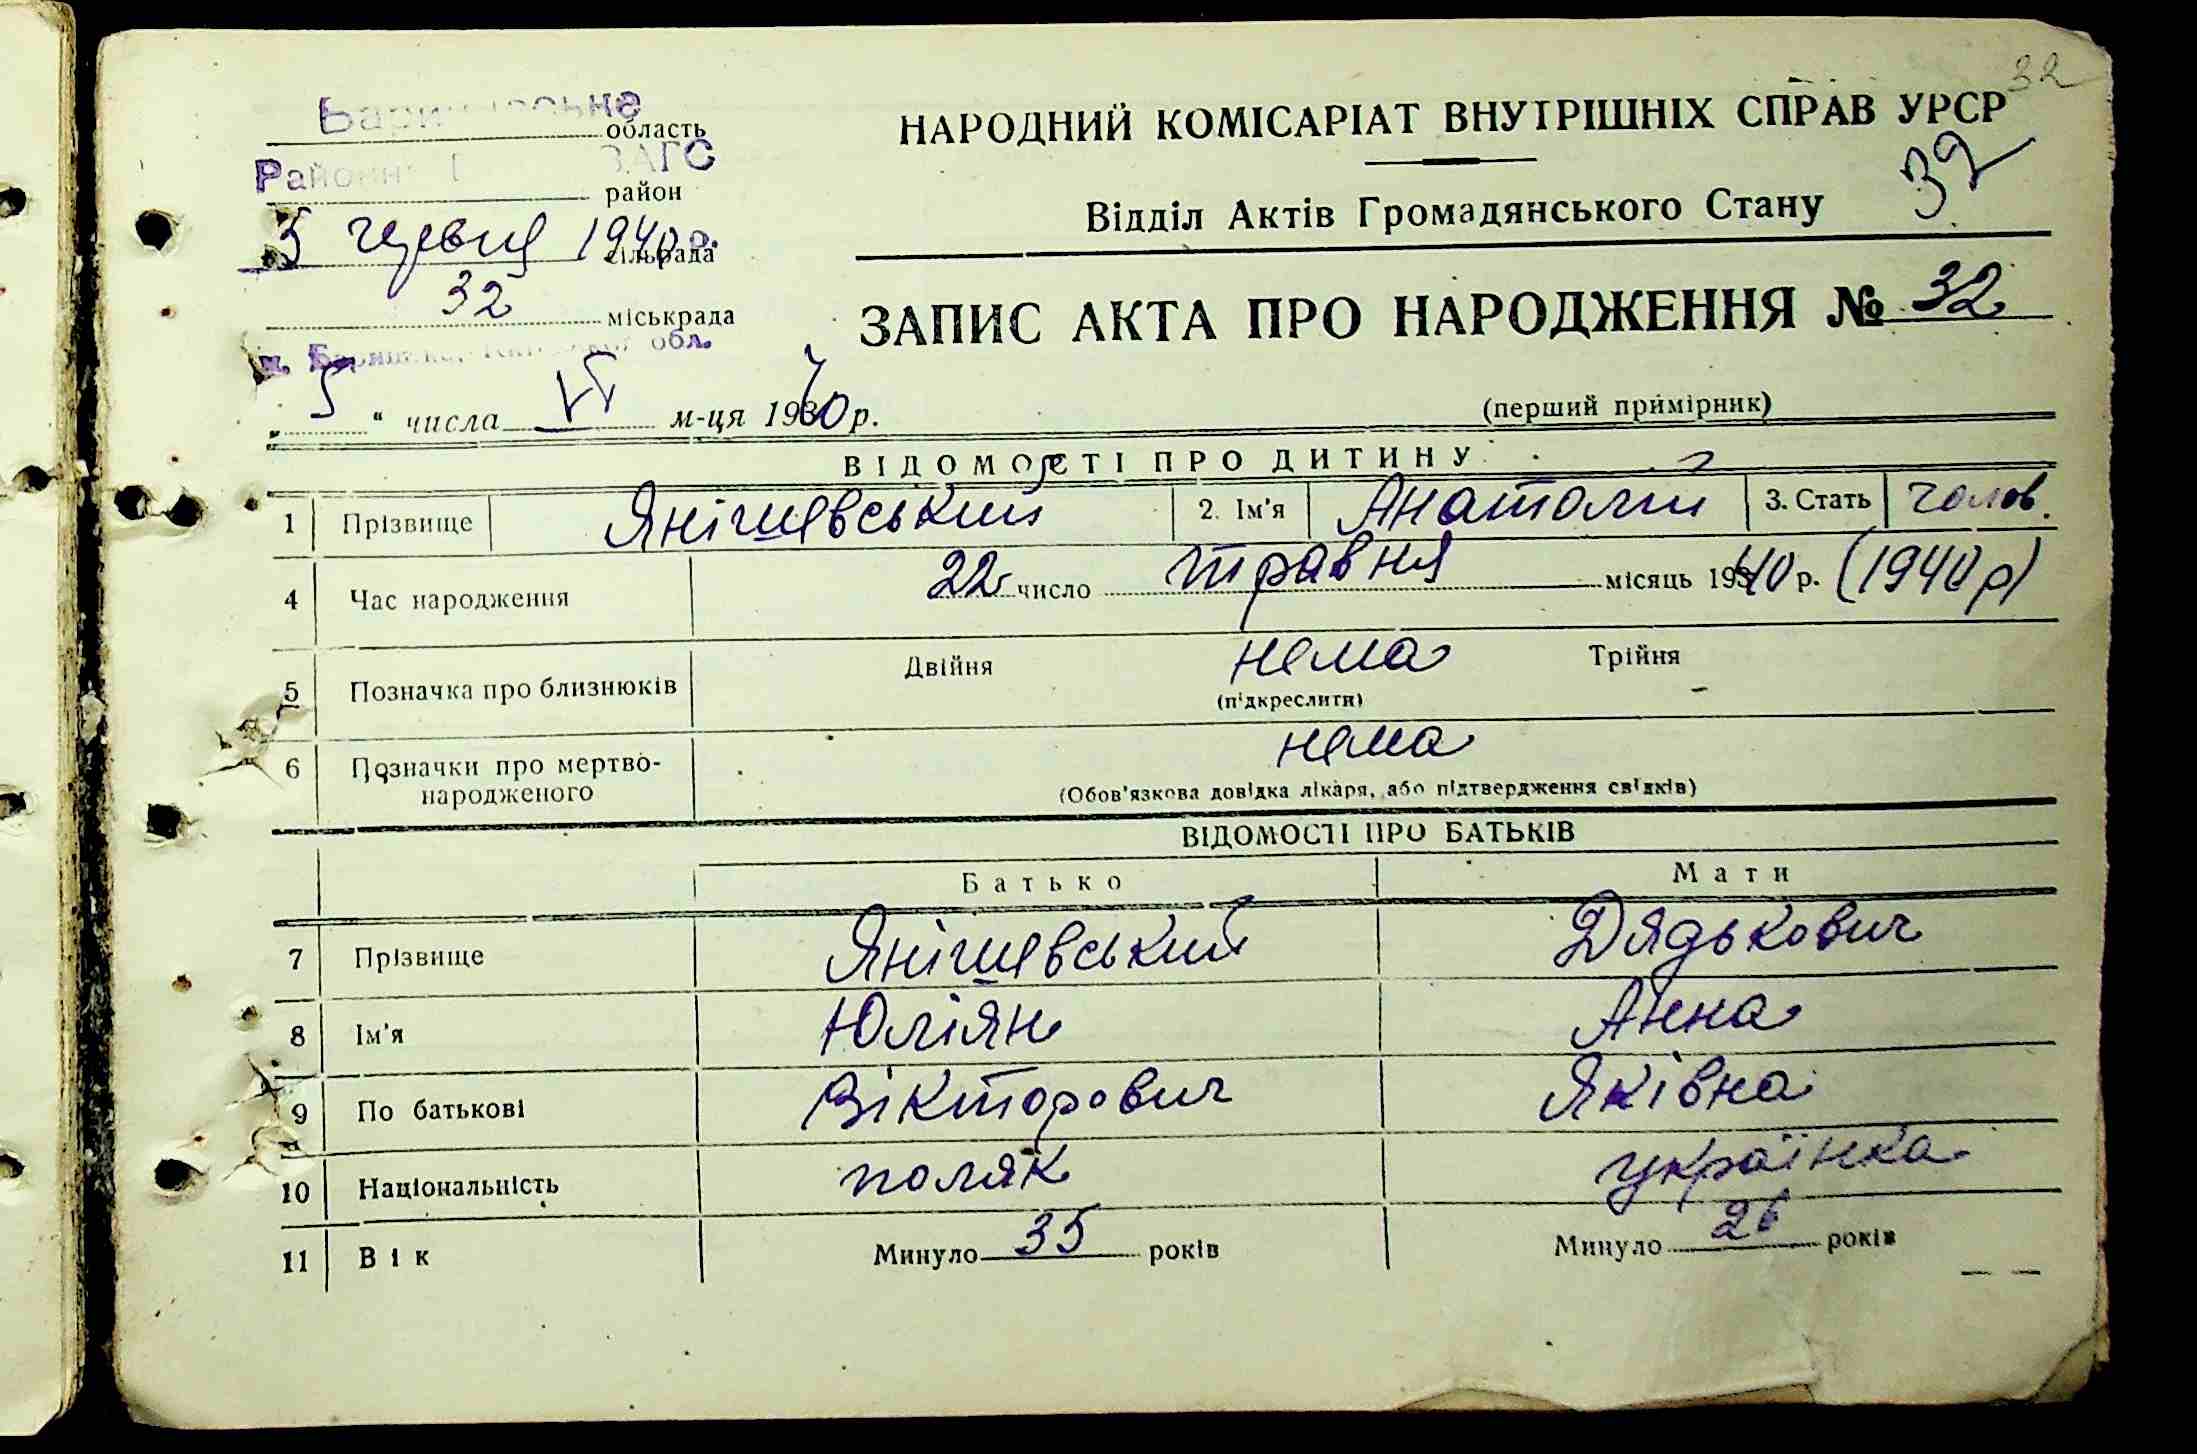 32
область
НАРОДНИЙ КОМІСАРІАТ ВНУТРІШНІХ СПРАВ УРСР
ЗАГС
район
32
Відділ Актів Громадянського Стану
5 червня 1940 р.
сільрада
32
міськрада
ЗАПИС АКТА ПРО НАРОДЖЕННЯ № 32
обл.
„ 5 “ числа VI м-ця 1940 р.
(перший примірник)
ВІДОМОСТІ ПРО ДИТИНУ
1 Прізвище Янішевський 2. Ім'я Анатолій 3. Стать чолов.
4 Час народження 22 число травня місяць 1940 р. (1940 р)
5 Позначка про близнюків Двійня нема Трійня
(підкреслити)
6 Позначки про мертво-
народженого
нема
(Обов'язкова довідка лікаря, або підтвердження свідків)
ВІДОМОСТІ ПРО БАТЬКІВ
Батько Мати
7 Прізвище Янішевський Дядькович
8 Ім'я Юліян Анна
9 По батькові Вікторович Яківна
10 Національність поляк українка
11 Вік Минуло 35 років Минуло 26 років